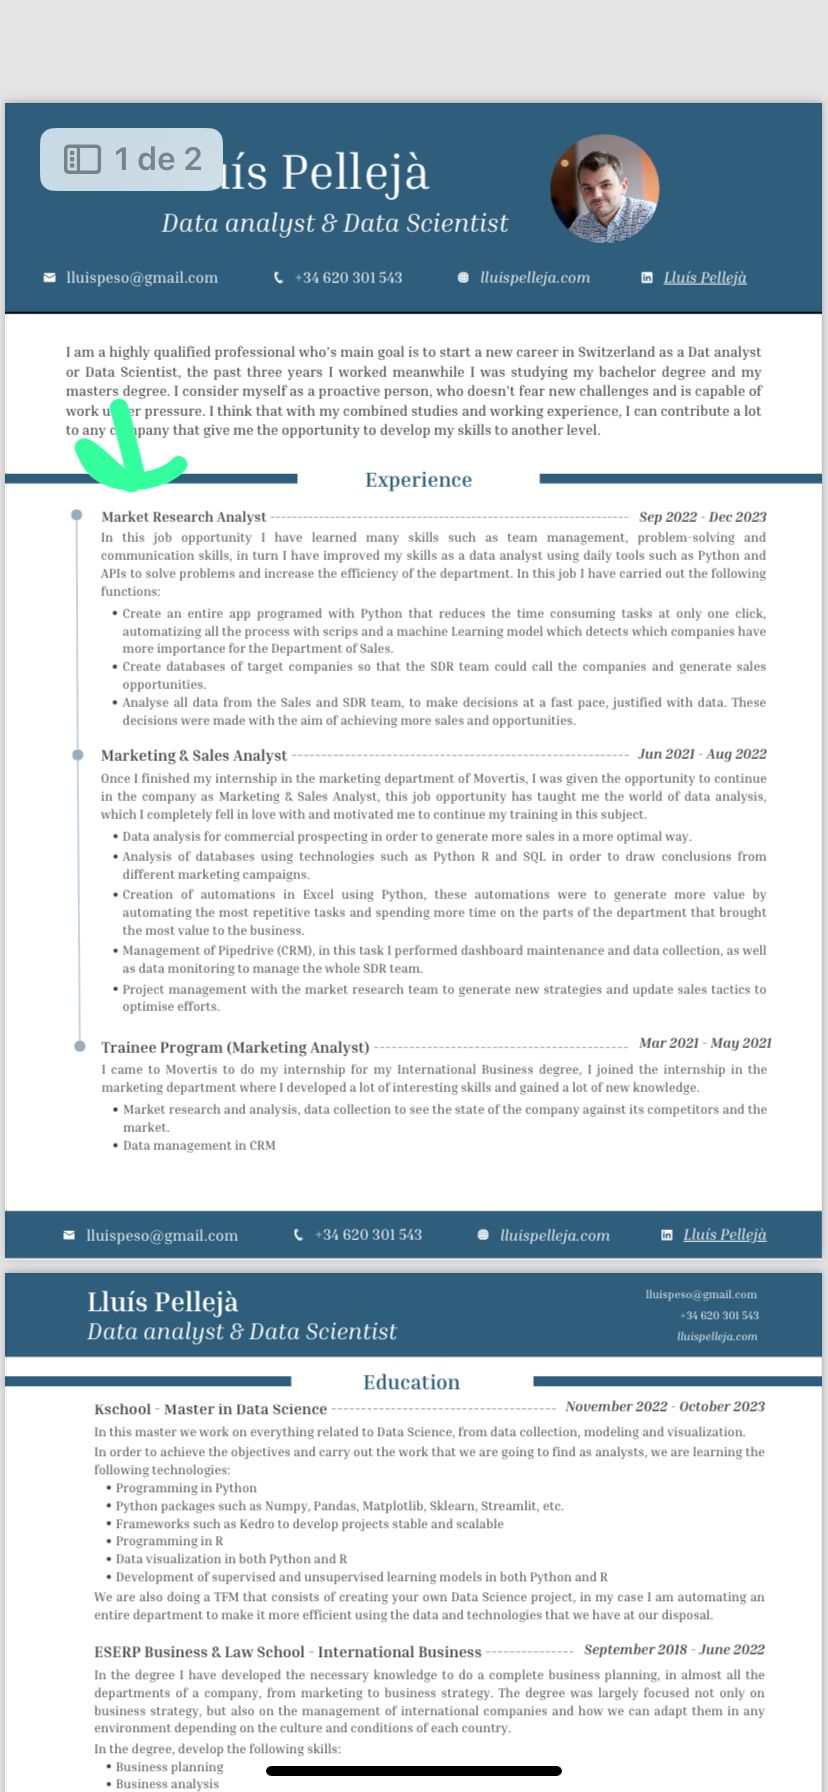 1 de 2
uís Pellejà
Data analyst & Data Scientist
lluispeso@gmail.com +34 620 301 543 lluispelleja.com Lluís Pellejà
I am a highly qualified professional who's main goal is to start a new career in Switzerland as a Dat analyst
or Data Scientist, the past three years I worked meanwhile I was studying my bachelor degree and my
masters degree. I consider myself as a proactive person, who doesn't fear new challenges and is capable of
work pressure. I think that with my combined studies and working experience, I can contribute a lot
to any that give me the opportunity to develop my skills to another level.
Experience
Market Research Analyst Sep 2022 - Dec 2023
In this job opportunity I have learned many skills such as team management, problem-solving and
communication skills, in turn I have improved my skills as a data analyst using daily tools such as Python and
APIs to solve problems and increase the efficiency of the department. In this job I have carried out the following
functions:
• Create an entire app programed with Python that reduces the time consuming tasks at only one click,
automatizing all the process with scrips and a machine Learning model which detects which companies have
more importance for the Department of Sales.
• Create databases of target companies so that the SDR team could call the companies and generate sales
opportunities.
• Analyse all data from the Sales and SDR team, to make decisions at a fast pace, justified with data. These
decisions were made with the aim of achieving more sales and opportunities.
Marketing & Sales Analyst Jun 2021 - Aug 2022
Once I finished my internship in the marketing department of Movertis, I was given the opportunity to continue
in the company as Marketing & Sales Analyst, this job opportunity has taught me the world of data analysis,
which I completely fell in love with and motivated me to continue my training in this subject.
• Data analysis for commercial prospecting in order to generate more sales in a more optimal way.
• Analysis of databases using technologies such as Python R and SQL in order to draw conclusions from
different marketing campaigns.
• Creation of automations in Excel using Python, these automations were to generate more value by
automating the most repetitive tasks and spending more time on the parts of the department that brought
the most value to the business.
• Management of Pipedrive (CRM), in this task I performed dashboard maintenance and data collection, as well
as data monitoring to manage the whole SDR team.
• Project management with the market research team to generate new strategies and update sales tactics to
optimise efforts.
Trainee Program (Marketing Analyst) Mar 2021 - May 2021
I came to Movertis to do my internship for my International Business degree, I joined the internship in the
marketing department where I developed a lot of interesting skills and gained a lot of new knowledge.
• Market research and analysis, data collection to see the state of the company against its competitors and the
market.
• Data management in CRM
lluispeso@gmail.com +34 620 301 543 lluispelleja.com Lluís Pellejà
Lluís Pellejà
Data analyst & Data Scientist
lluispeso@gmail.com
+34 620 301 543
lluispelleja.com
Education
Kschool - Master in Data Science November 2022 - October 2023
In this master we work on everything related to Data Science, from data collection, modeling and visualization.
In order to achieve the objectives and carry out the work that we are going to find as analysts, we are learning the
following technologies:
• Programming in Python
• Python packages such as Numpy, Pandas, Matplotlib, Sklearn, Streamlit, etc.
• Frameworks such as Kedro to develop projects stable and scalable
• Programming in R
• Data visualization in both Python and R
• Development of supervised and unsupervised learning models in both Python and R
We are also doing a TFM that consists of creating your own Data Science project, in my case I am automating an
entire department to make it more efficient using the data and technologies that we have at our disposal.
ESERP Business & Law School - International Business September 2018 - June 2022
In the degree I have developed the necessary knowledge to do a complete business planning, in almost all the
departments of a company, from marketing to business strategy. The degree was largely focused not only on
business strategy, but also on the management of international companies and how we can adapt them in any
environment depending on the culture and conditions of each country.
In the degree, develop the following skills:
• Business planning
• Business analysis